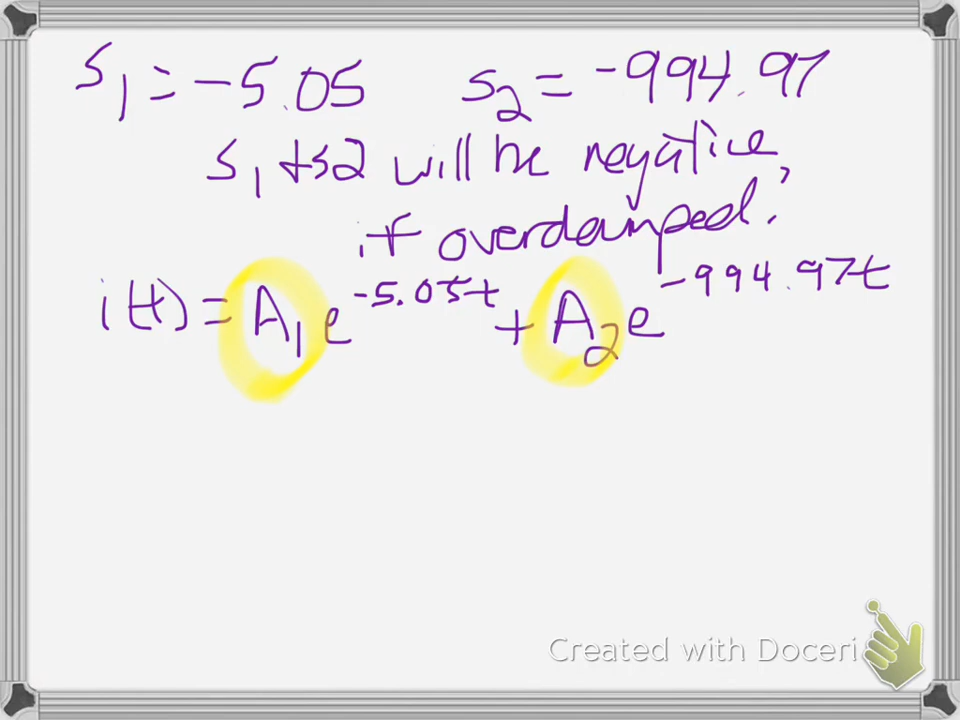 s₁ = -5.05 s₂ = -994.97
s₁ + s2 will be negative,
if overdamped.
i(t) = A₁e^-5.05t + A₂e^-994.97t
Created with Doceri